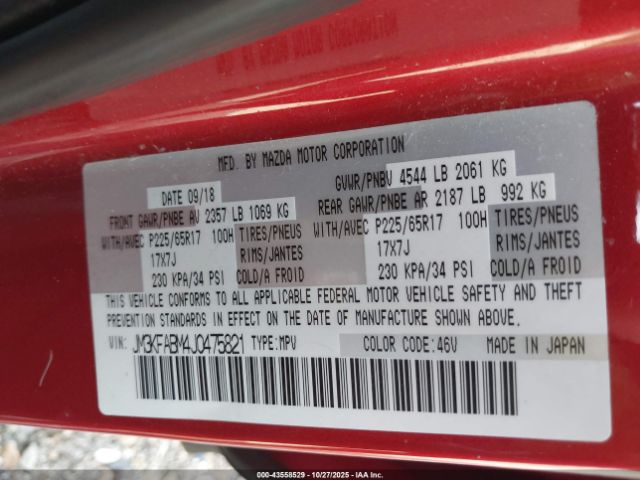 MFD. BY MAZDA MOTOR CORPORATION
DATE 09/18 GVWR/PNBV 4544 LB 2061 KG
FRONT GAWR/PNBE AV 2357 LB 1069 KG REAR GAWR/PNBE AR 2187 LB 992 KG
WITH/AVEC P225/65R17 100H TIRES/PNEUS WITH/AVEC P225/65R17 100H TIRES/PNEUS
17X7J RIMS/JANTES 17X7J RIMS/JANTES
230 KPA/34 PSI COLD/A FROID 230 KPA/34 PSI COLD/A FROID
THIS VEHICLE CONFORMS TO ALL APPLICABLE FEDERAL MOTOR VEHICLE SAFETY AND THEFT
PREVENTION STANDARDS IN EFFECT ON THE DATE OF MANUFACTURE SHOWN ABOVE.
VIN: JM3KFABM4J0475821 TYPE:MPV COLOR CODE:46V MADE IN JAPAN
00-43558529 10/27/2025 Copart